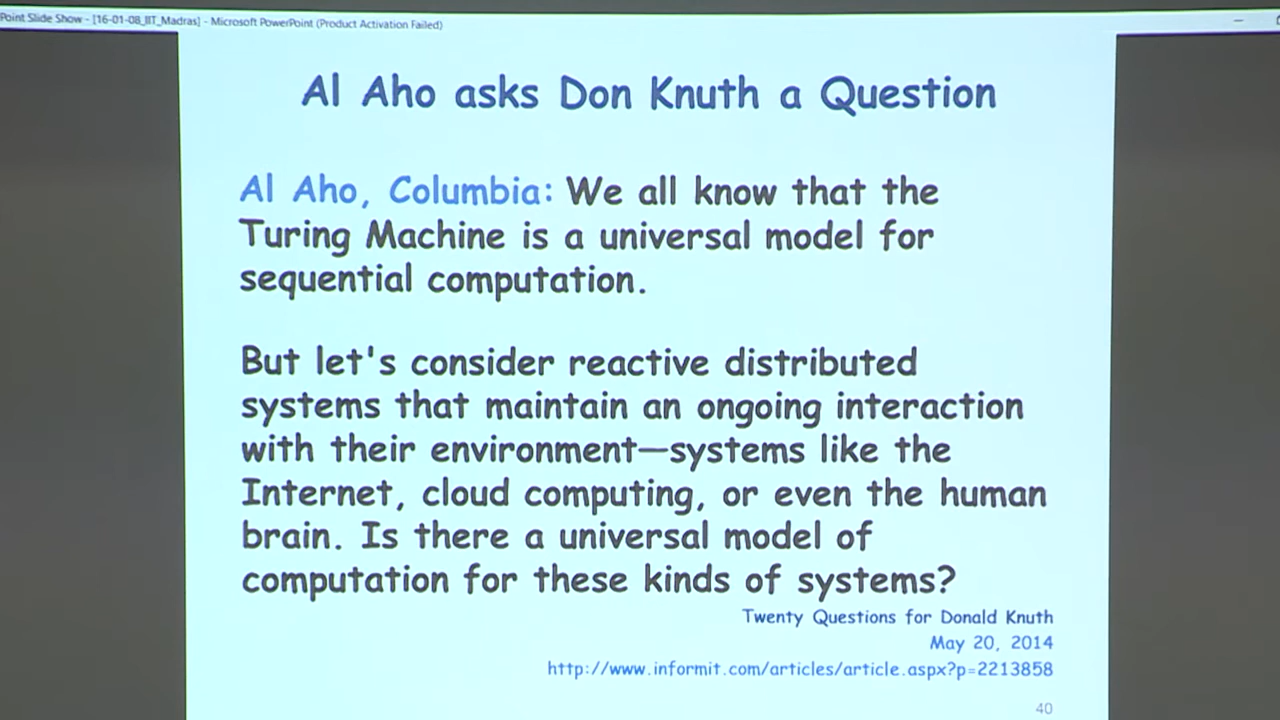 Point Slide Show - [16-01-08_IIT_Madras] - Microsoft PowerPoint (Product Activation Failed)
Al Aho asks Don Knuth a Question
Al Aho, Columbia: We all know that the
Turing Machine is a universal model for
sequential computation.
But let's consider reactive distributed
systems that maintain an ongoing interaction
with their environment—systems like the
Internet, cloud computing, or even the human
brain. Is there a universal model of
computation for these kinds of systems?
Twenty Questions for Donald Knuth
May 20, 2014
http://www.informit.com/articles/article.aspx?p=2213858
40